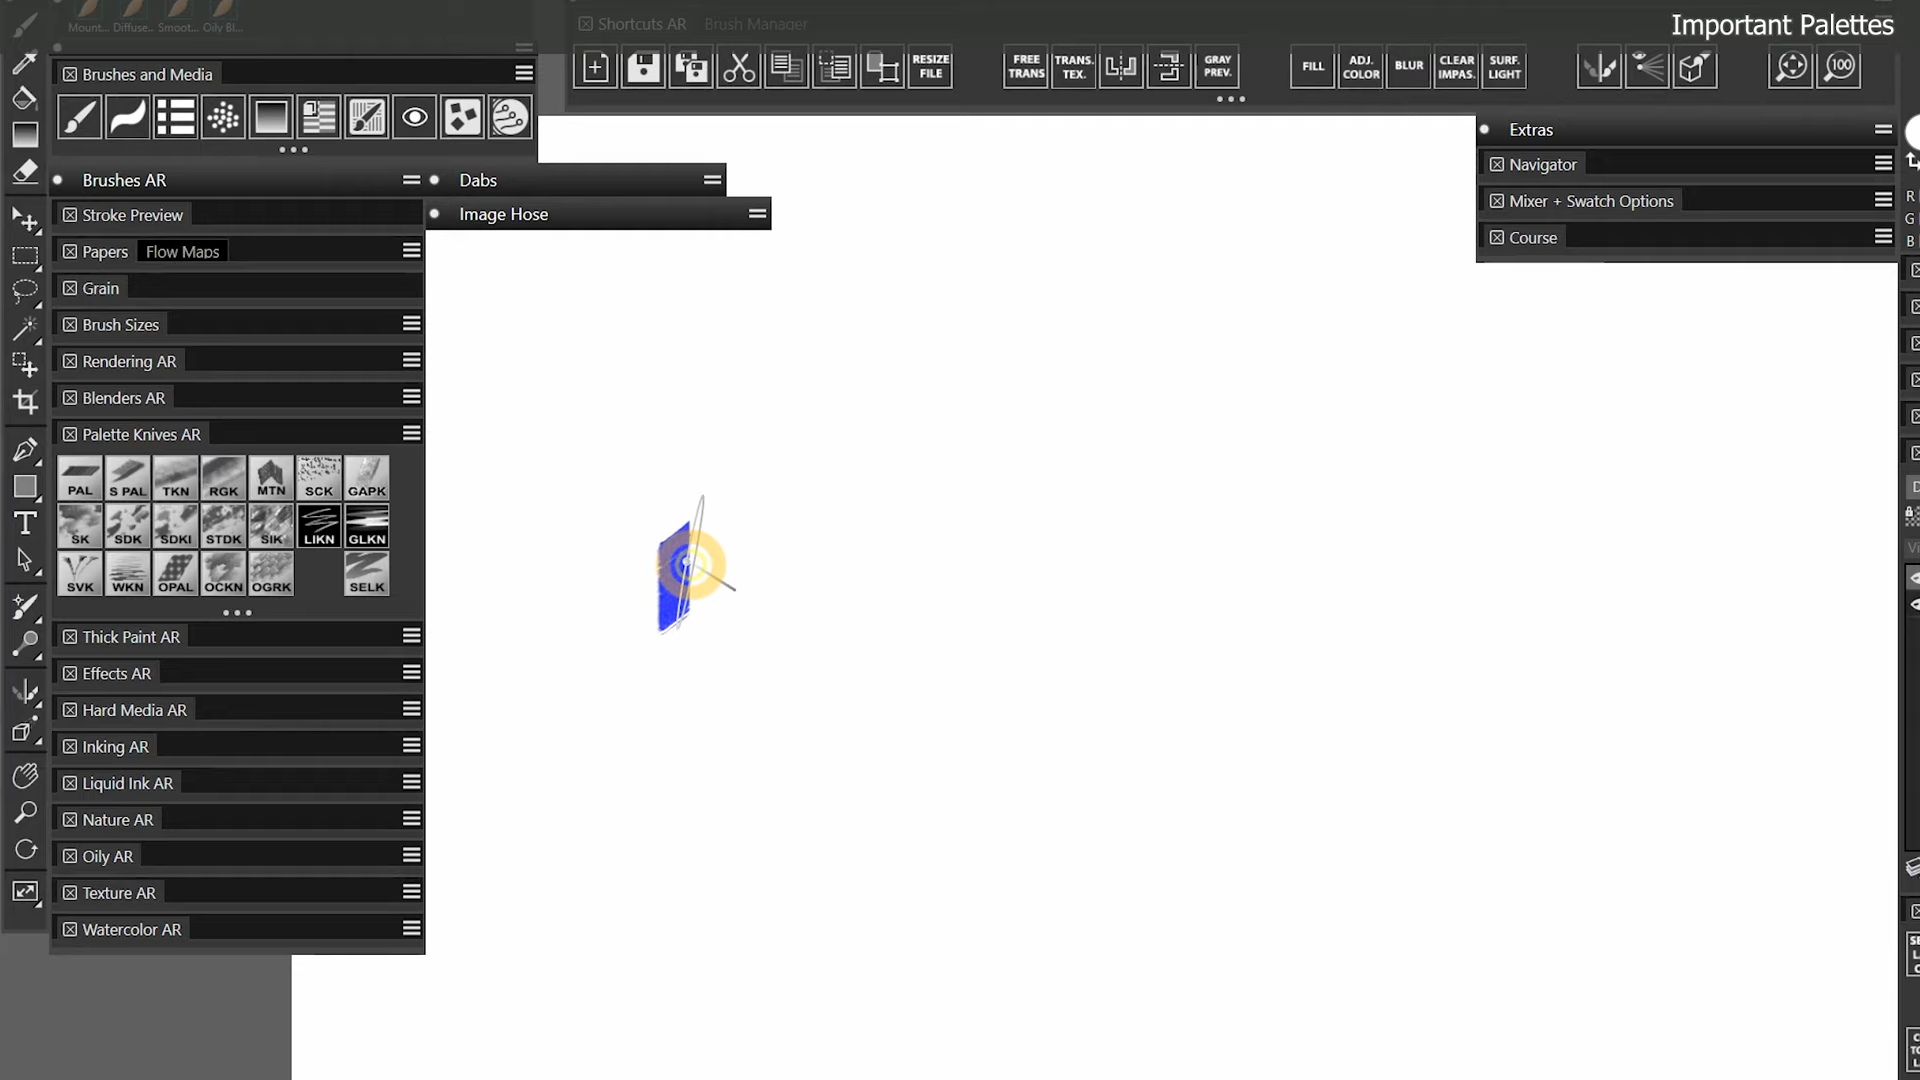 Mount... Diffuse... Smoot... Oily Bl...
Shortcuts AR Brush Manager
Important Palettes
RESIZE FILE
FREE TRANS
TRANS. TEX.
GRAY PREV.
FILL
ADJ. COLOR
BLUR
CLEAR IMPAS.
SURF. LIGHT
100
Brushes and Media
Brushes AR
Dabs
Image Hose
Stroke Preview
Papers Flow Maps
Grain
Brush Sizes
Rendering AR
Blenders AR
Palette Knives AR
PAL S PAL TKN RGK MTN SCK GAPK
SK SDK SDKI STDK SIK LIKN GLKN
SVK WKN OPAL OCKN OGRK SELK
Thick Paint AR
Effects AR
Hard Media AR
Inking AR
Liquid Ink AR
Nature AR
Oily AR
Texture AR
Watercolor AR
Extras
Navigator
Mixer + Swatch Options
Course
R
G
B